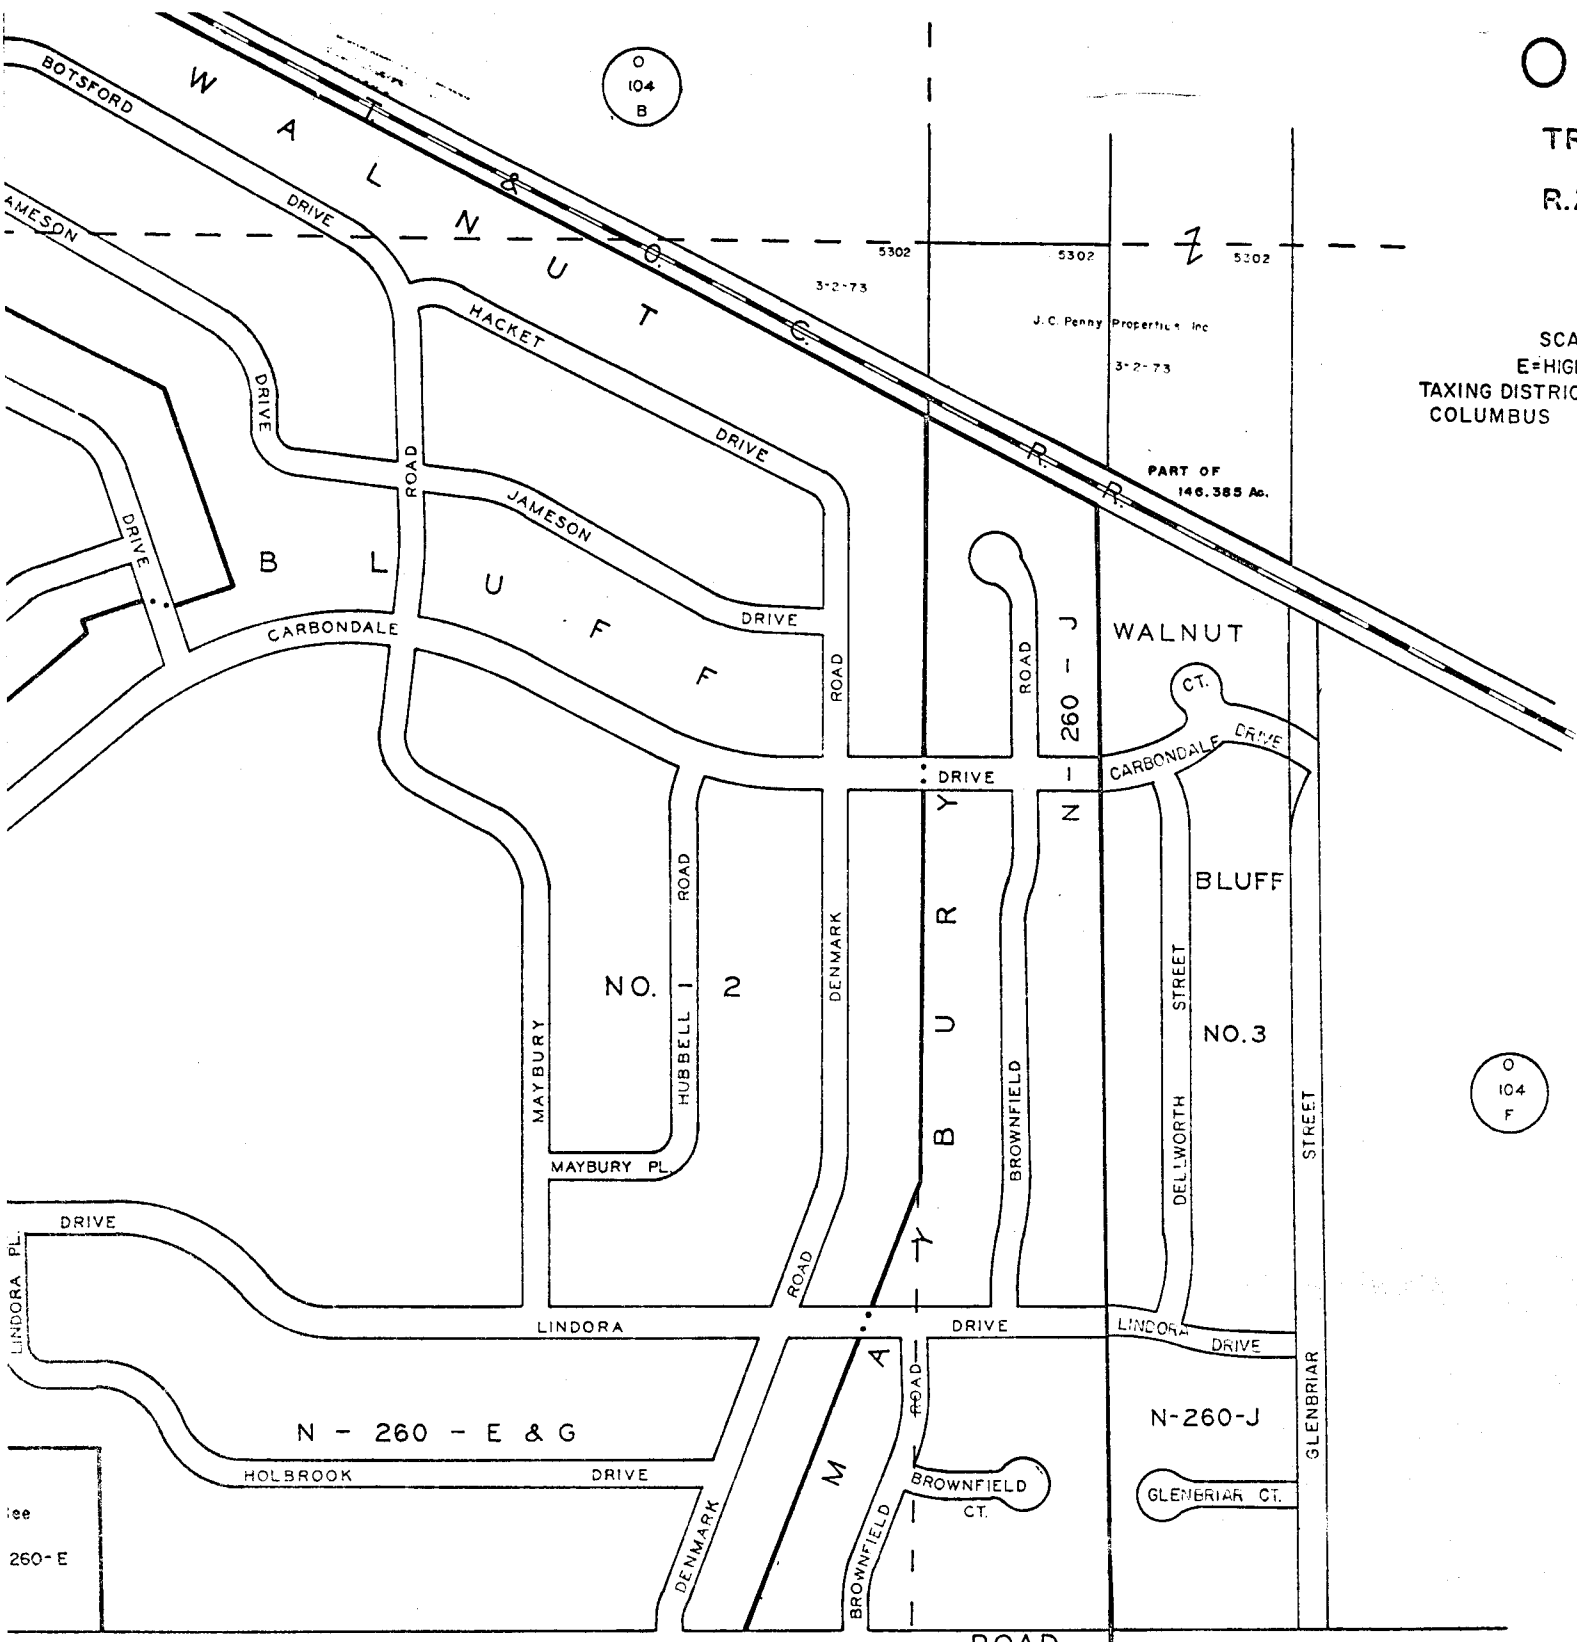 O
104
B
O
TR
R.
BOTSFORD
DRIVE
W A L N U T
T. & O. C. R. R.
AMESON
DRIVE
5302
5302
Z
5302
3-2-73
J.C. Penny Properties Inc
3-2-73
HACKET
DRIVE
SCA
E=HIG
TAXING DISTRIC
COLUMBUS
PART OF
146.385 Ac.
ROAD
JAMESON
DRIVE
DRIVE
B L U F F
CARBONDALE
DRIVE
ROAD
ROAD
N-260-J
WALNUT
CT.
CARBONDALE
DRIVE
BLUFF
NO. 12
NO.3
HUBBELL ROAD
DENMARK
ROAD
MAYBURY
MAYBURY PL.
M A Y B U R Y
BROWNFIELD
DELLWORTH STREET
GLENBRIAR STREET
O
104
F
DRIVE
LINDORA PL.
LINDORA
DRIVE
LINDORA
DRIVE
ROAD
N - 260 - E & G
N-260-J
HOLBROOK
DRIVE
DENMARK
BROWNFIELD
BROWNFIELD
CT.
GLENBRIAR CT.
ee
260-E
ROAD